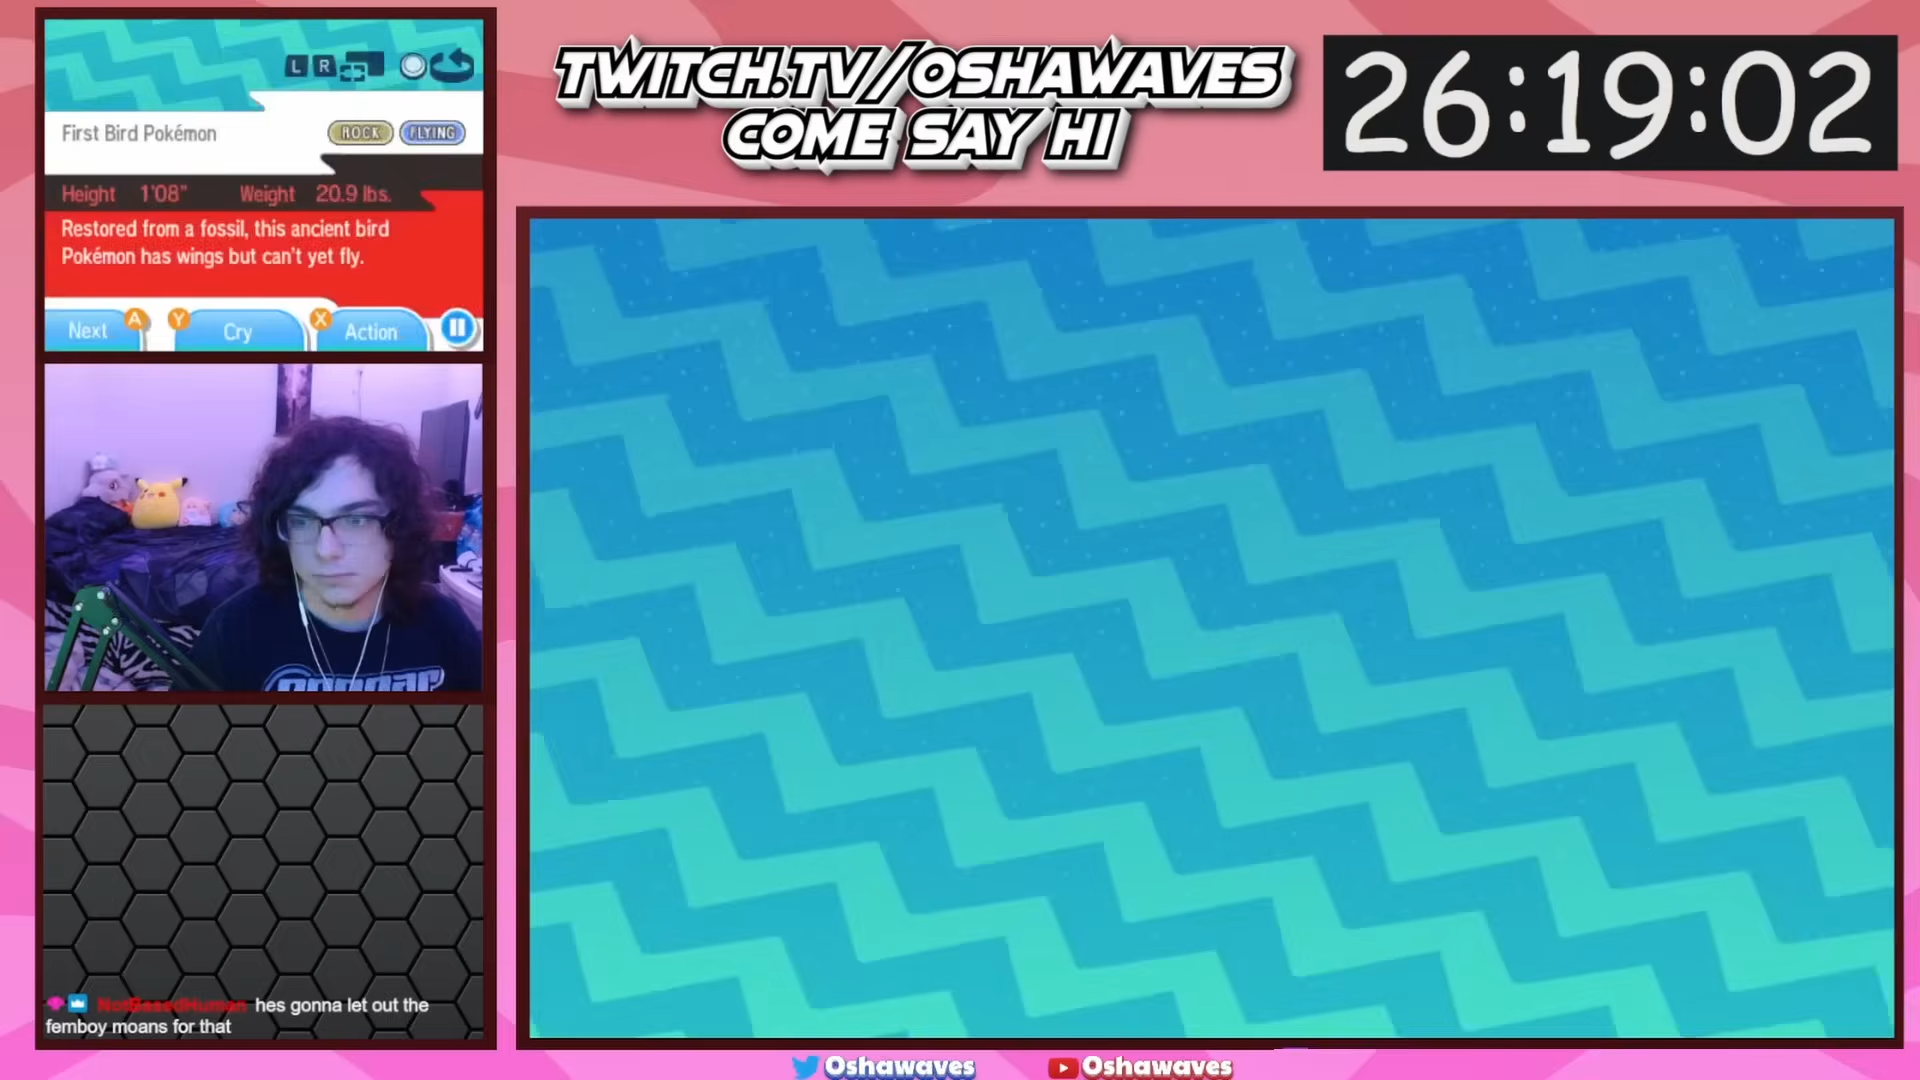 L R
First Bird Pokémon ROCK FLYING
Height 1'08" Weight 20.9 lbs.
Restored from a fossil, this ancient bird
Pokémon has wings but can't yet fly.
Next A Y Cry X Action
NotBasedHuman hes gonna let out the
femboy moans for that
TWITCH.TV/OSHAWAVES
COME SAY HI
26:19:02
Oshawaves Oshawaves